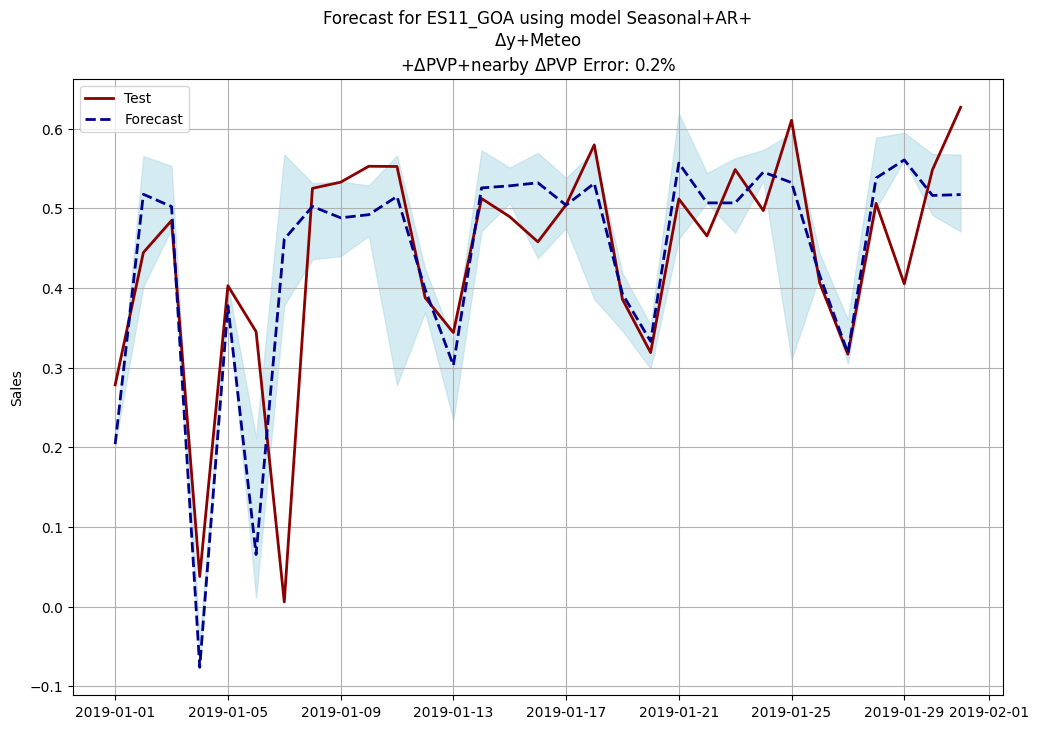 Forecast for ES11_GOA using model Seasonal+AR+
Δy+Meteo
+ΔPVP+nearby ΔPVP Error: 0.2%
Test
Forecast
Sales
0.6
0.5
0.4
0.3
0.2
0.1
0.0
−0.1
2019-01-01
2019-01-05
2019-01-09
2019-01-13
2019-01-17
2019-01-21
2019-01-25
2019-01-29
2019-02-01